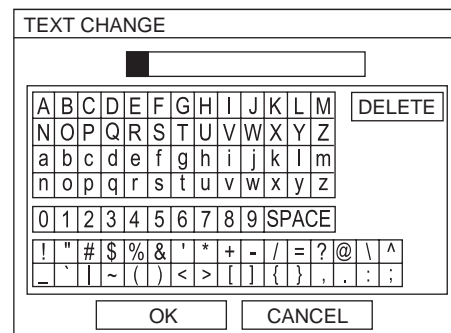 TEXT CHANGE
A B C D E F G H I J K L M DELETE
N O P Q R S T U V W X Y Z
a b c d e f g h i j k l m
n o p q r s t u v w x y z
0 1 2 3 4 5 6 7 8 9 SPACE
! " # $ % & ' * + - / = ? @ \ ^
_ ` | ~ ( ) < > [ ] { } , . : ;
OK CANCEL